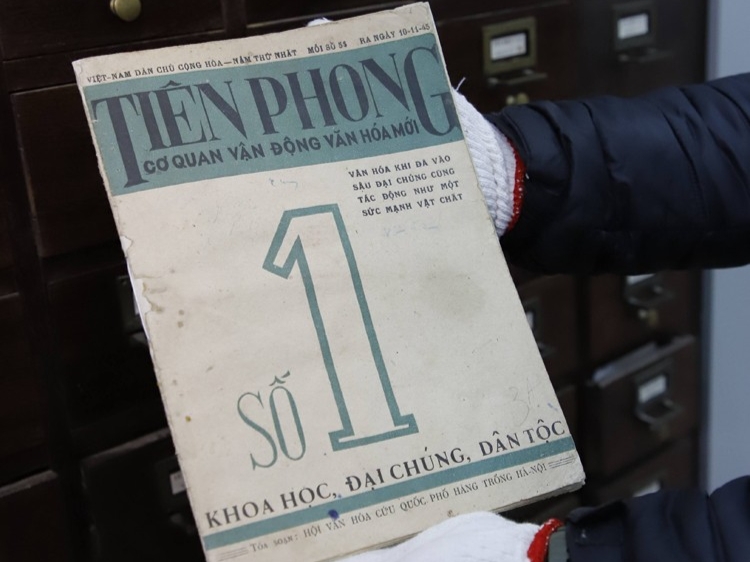 VIỆT-NAM DÂN CHỦ CỘNG HÒA—NĂM THỨ NHẤT MỖI SỐ 5$ RA NGÀY 10-11-45
TIÊN PHONG
CƠ QUAN VẬN ĐỘNG VĂN HÓA MỚI
VĂN HÓA KHI ĐÃ VÀO
SÂU ĐẠI CHÚNG CŨNG
TÁC ĐỘNG NHƯ MỘT
SỨC MẠNH VẬT CHẤT
SỐ 1
KHOA HỌC, ĐẠI CHÚNG, DÂN TỘC
TÒA SOẠN: HỘI VĂN HÓA CỨU QUỐC PHỐ HÀNG TRỐNG HÀ-NỘI